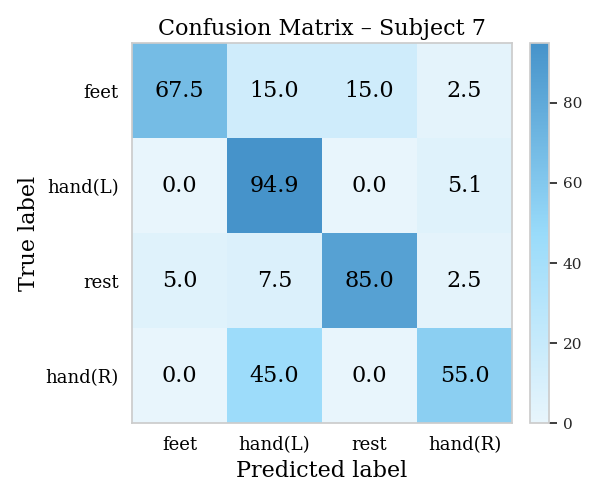 Confusion Matrix – Subject 7
feet 67.5 15.0 15.0 2.5
hand(L) 0.0 94.9 0.0 5.1
rest 5.0 7.5 85.0 2.5
hand(R) 0.0 45.0 0.0 55.0
feet hand(L) rest hand(R)
Predicted label
True label
80
60
40
20
0